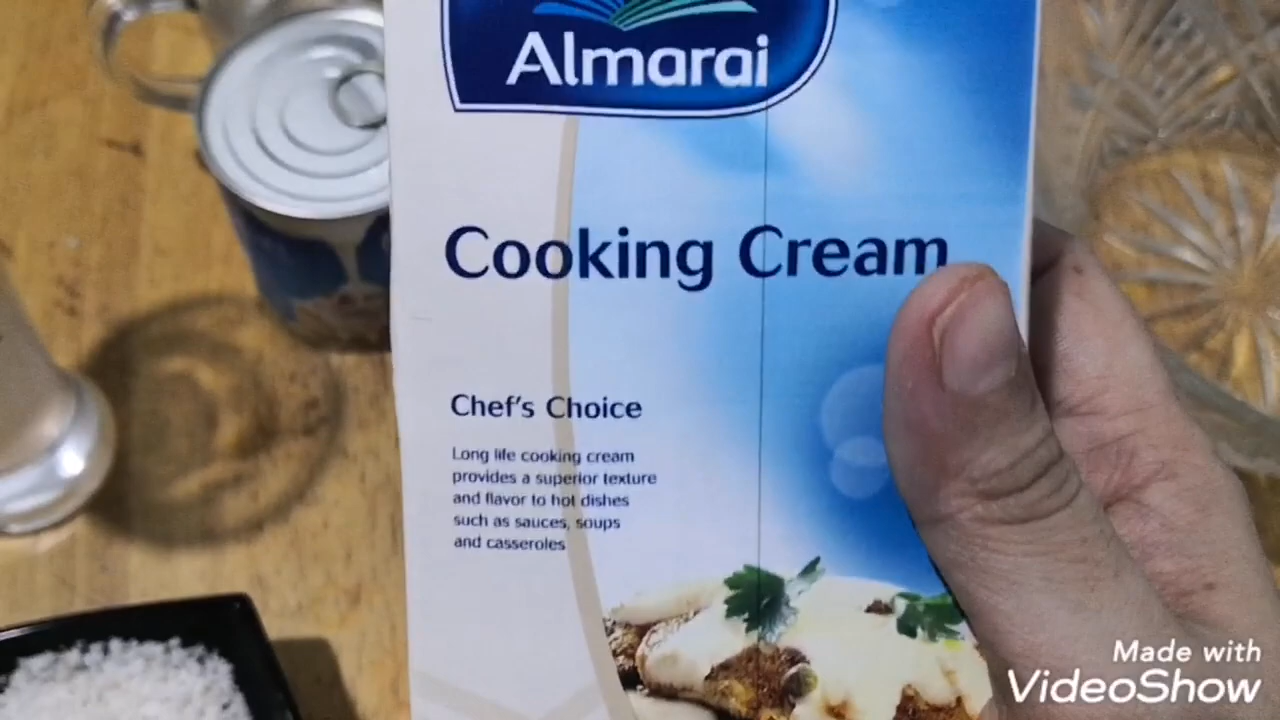 Almarai
Cooking Cream
Chef's Choice
Long life cooking cream
provides a superior texture
and flavor to hot dishes
such as sauces, soups
and casseroles
Made with
VideoShow